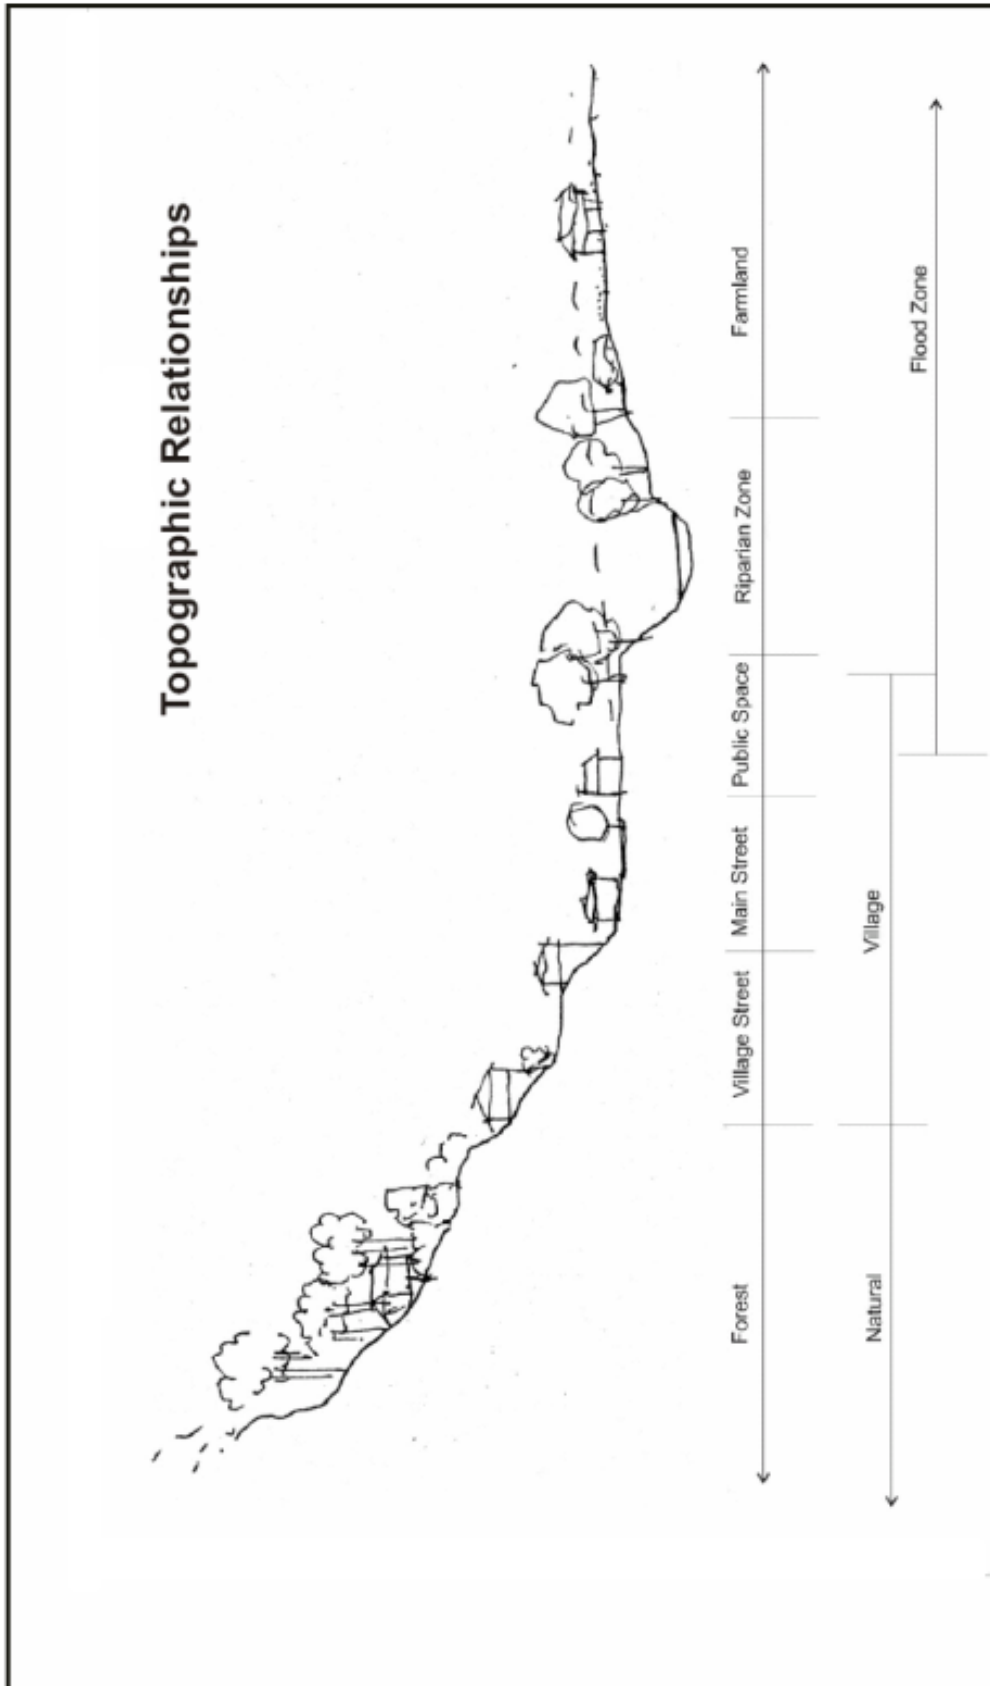 Topographic Relationships
Forest
Village Street
Main Street
Public Space
Riparian Zone
Farmland
Natural
Village
Flood Zone